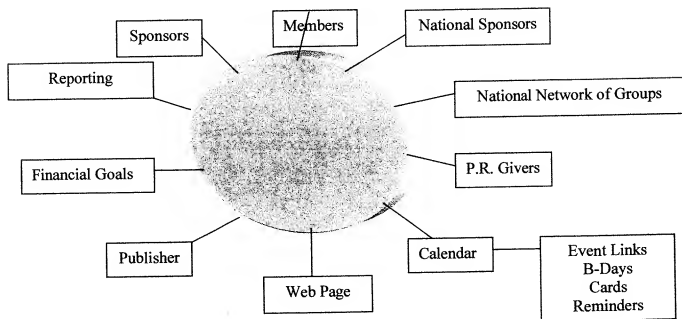 Members
National Sponsors
Sponsors
Reporting
National Network of Groups
P.R. Givers
Financial Goals
Calendar
Event Links
B-Days
Cards
Reminders
Publisher
Web Page